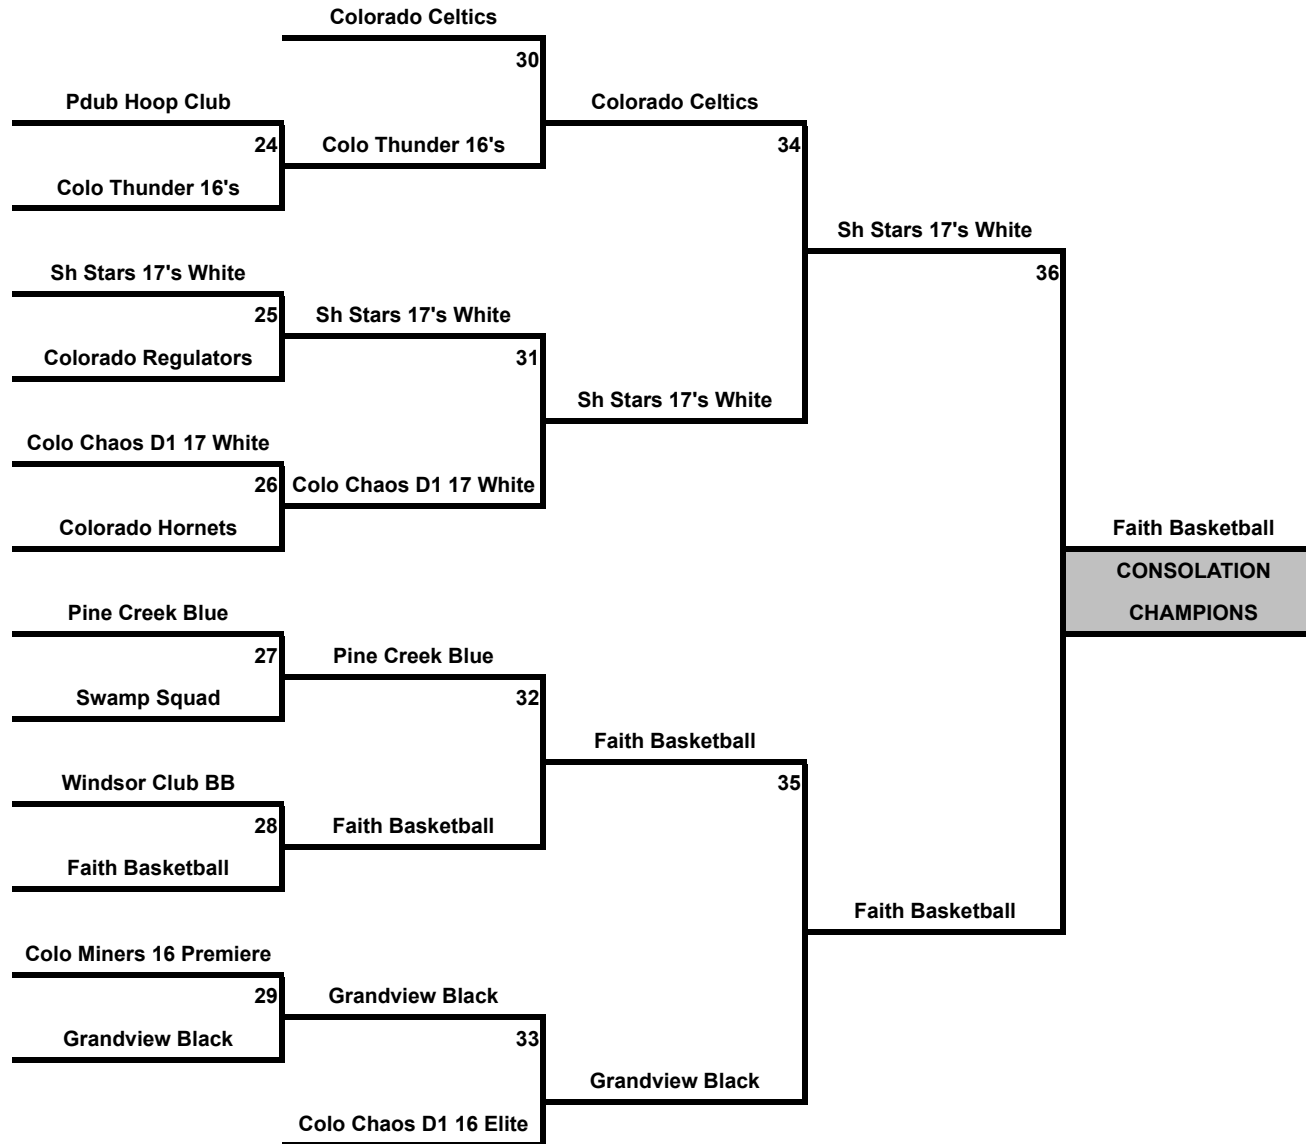 Colorado Celtics
30
Pdub Hoop Club
Colorado Celtics
24
Colo Thunder 16's
34
Colo Thunder 16's
Sh Stars 17's White
Sh Stars 17's White
36
25
Sh Stars 17's White
Colorado Regulators
31
Sh Stars 17's White
Colo Chaos D1 17 White
26
Colo Chaos D1 17 White
Colorado Hornets
Faith Basketball
CONSOLATION
CHAMPIONS
Pine Creek Blue
27
Pine Creek Blue
Swamp Squad
32
Faith Basketball
Windsor Club BB
35
28
Faith Basketball
Faith Basketball
Faith Basketball
Colo Miners 16 Premiere
29
Grandview Black
Grandview Black
33
Grandview Black
Colo Chaos D1 16 Elite